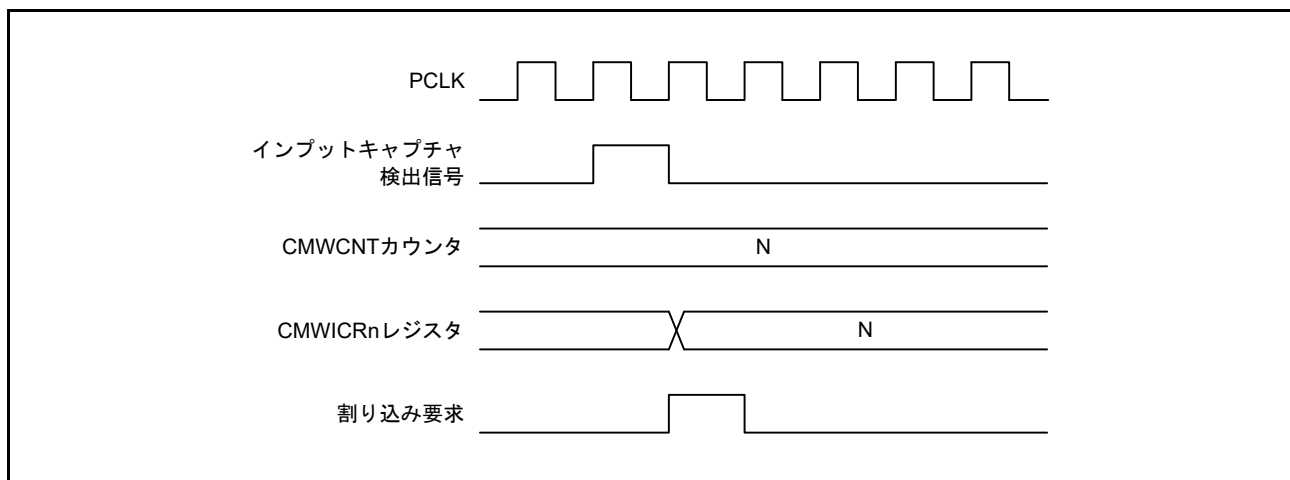 PCLK
インプットキャプチャ
検出信号
CMWCNTカウンタ
N
CMWICRnレジスタ
N
割り込み要求